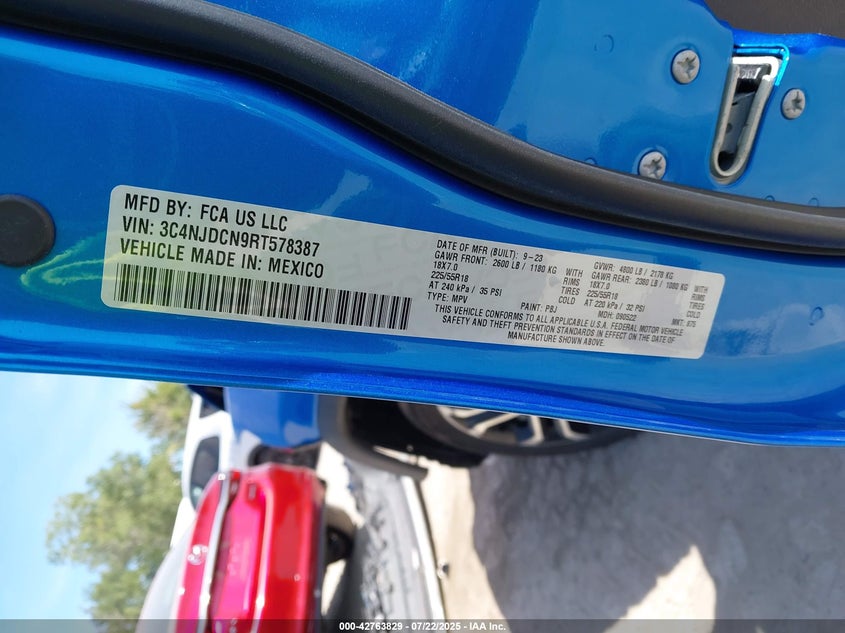 MFD BY: FCA US LLC
VIN: 3C4NJDCN9RT578387
VEHICLE MADE IN: MEXICO
DATE OF MFR (BUILT): 9-23 GVWR: 4800 LB / 2178 KG
GAWR FRONT: 2600 LB / 1180 KG WITH GAWR REAR: 2380 LB / 1080 KG WITH
18X7.0 RIMS 18X7.0 RIMS
225/55R18 TIRES 225/55R18 TIRES
AT 240 kPa / 35 PSI COLD AT 220 kPa / 32 PSI COLD
TYPE: MPV PAINT: PBJ MDH: 090522 MKT: 875
THIS VEHICLE CONFORMS TO ALL APPLICABLE U.S.A. FEDERAL MOTOR VEHICLE
SAFETY AND THEFT PREVENTION STANDARDS IN EFFECT ON THE DATE OF
MANUFACTURE SHOWN ABOVE.
000-42763829 - 07/22/2025 - IAA Inc.